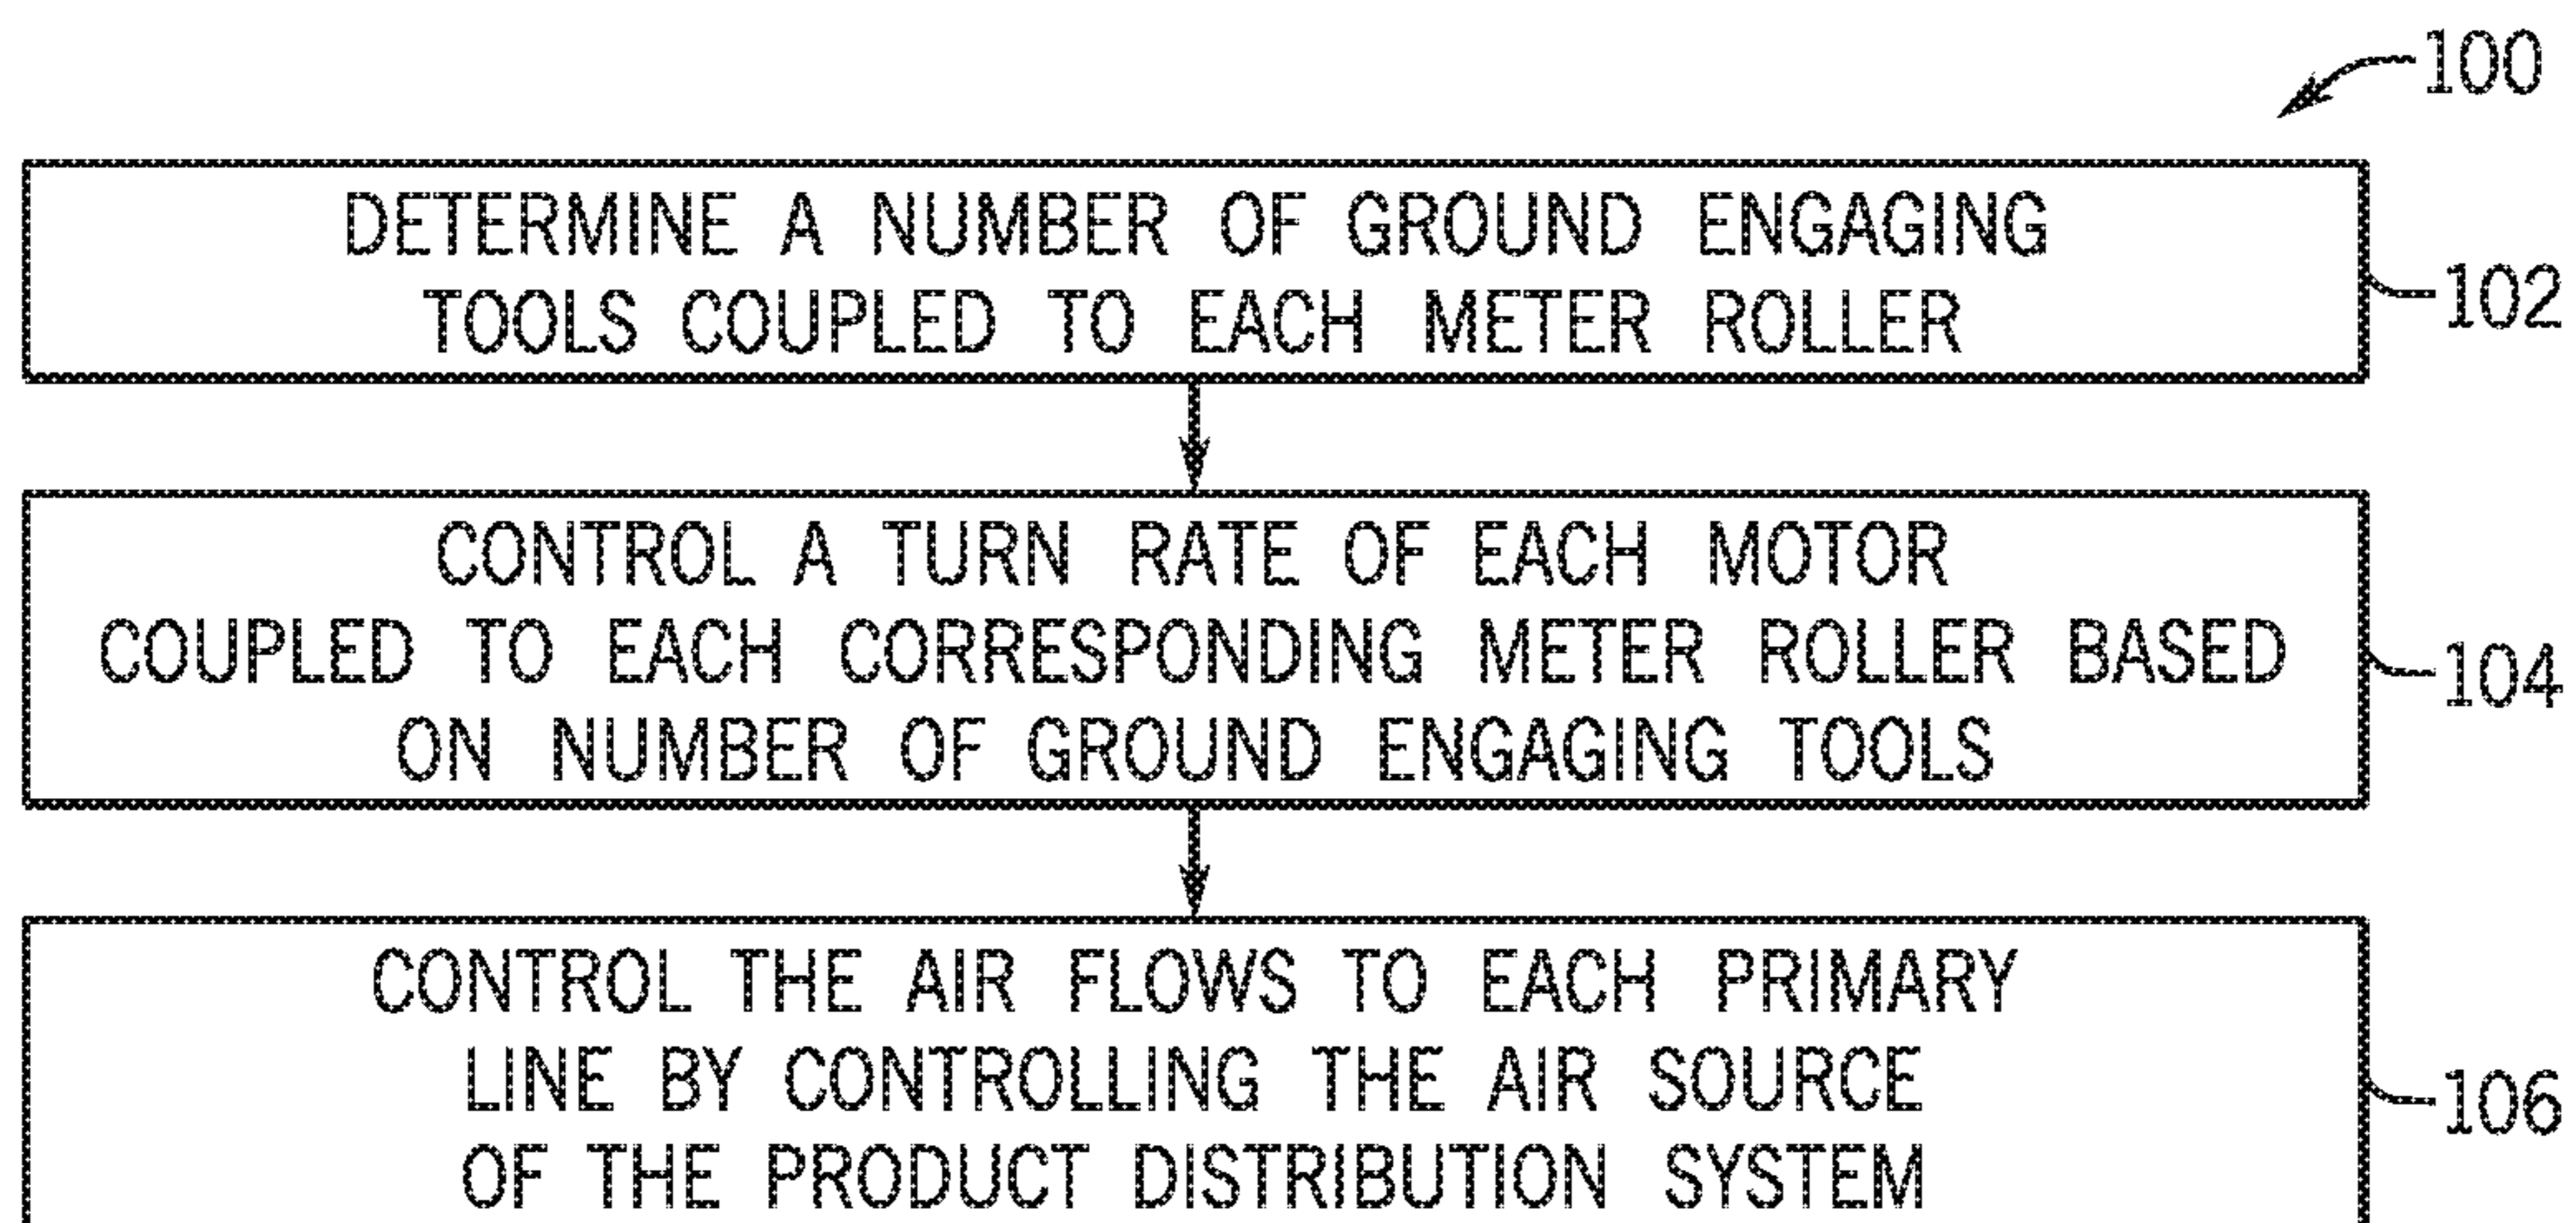 100
DETERMINE A NUMBER OF GROUND ENGAGING
TOOLS COUPLED TO EACH METER ROLLER
102
CONTROL A TURN RATE OF EACH MOTOR
COUPLED TO EACH CORRESPONDING METER ROLLER BASED
ON NUMBER OF GROUND ENGAGING TOOLS
104
CONTROL THE AIR FLOWS TO EACH PRIMARY
LINE BY CONTROLLING THE AIR SOURCE
OF THE PRODUCT DISTRIBUTION SYSTEM
106